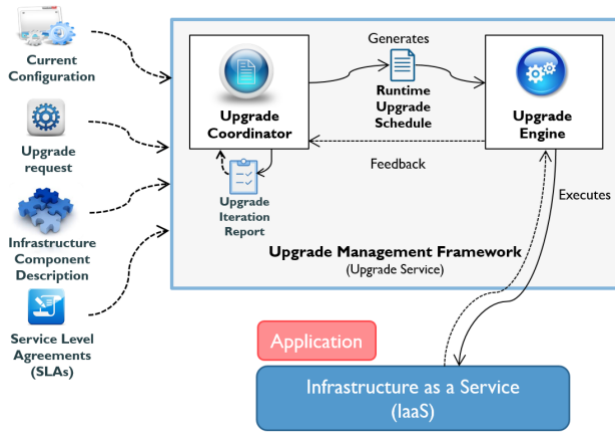 Current
Configuration
Upgrade
request
Infrastructure
Component
Description
Service Level
Agreements
(SLAs)
Generates
Upgrade
Coordinator
Runtime
Upgrade
Schedule
Upgrade
Engine
Feedback
Upgrade
Iteration
Report
Executes
Upgrade Management Framework
(Upgrade Service)
Application
Infrastructure as a Service
(IaaS)